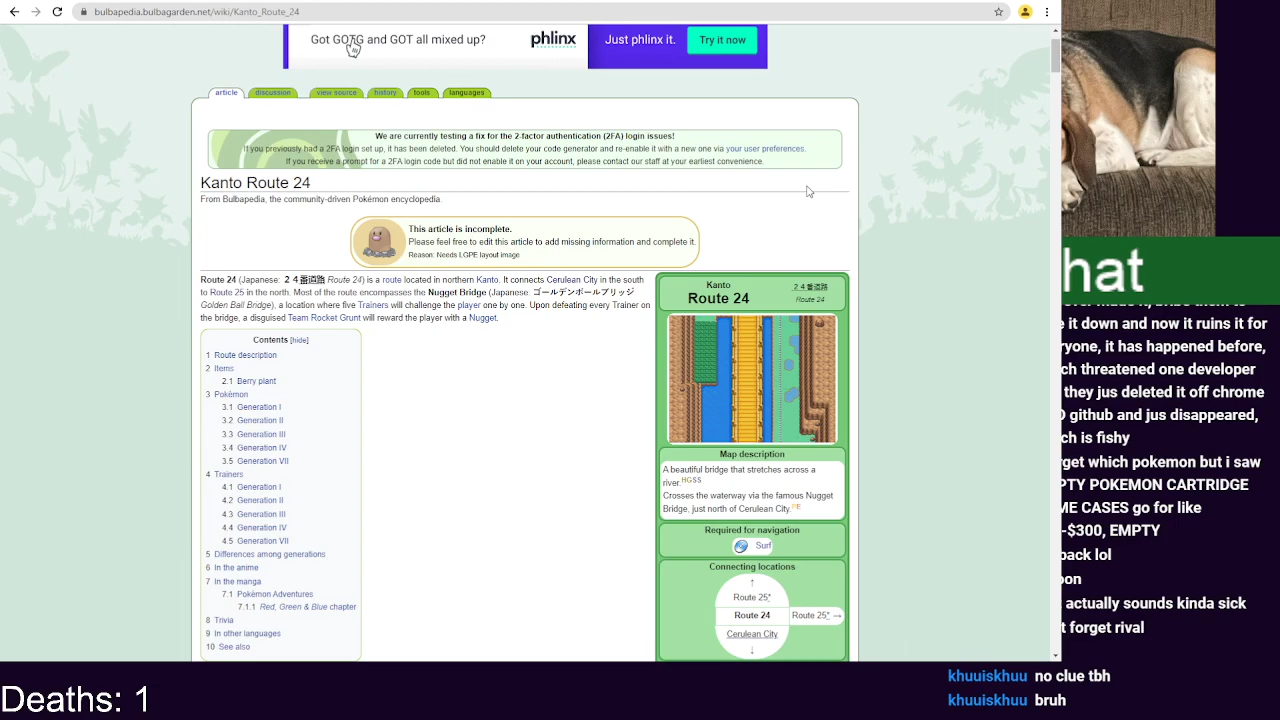 bulbapedia.bulbagarden.net/wiki/Kanto_Route_24
Got GOTG and GOT all mixed up?
phlinx
Just phlinx it.
Try it now
article
discussion
view source
history
tools
languages
We are currently testing a fix for the 2-factor authentication (2FA) login issues!
If you previously had a 2FA login set up, it has been deleted. You should delete your code generator and re-enable it with a new one via your user preferences.
If you receive a prompt for a 2FA login code but did not enable it on your account, please contact our staff at your earliest convenience.
Kanto Route 24
From Bulbapedia, the community-driven Pokémon encyclopedia.
This article is incomplete.
Please feel free to edit this article to add missing information and complete it.
Reason: Needs LGPE layout image
Route 24 (Japanese: ２４番道路 Route 24) is a route located in northern Kanto. It connects Cerulean City in the south
to Route 25 in the north. Most of the route encompasses the Nugget Bridge (Japanese: ゴールデンボールブリッジ
Golden Ball Bridge), a location where five Trainers will challenge the player one by one. Upon defeating every Trainer on
the bridge, a disguised Team Rocket Grunt will reward the player with a Nugget.
Contents [hide]
1 Route description
2 Items
2.1 Berry plant
3 Pokémon
3.1 Generation I
3.2 Generation II
3.3 Generation III
3.4 Generation IV
3.5 Generation VII
4 Trainers
4.1 Generation I
4.2 Generation II
4.3 Generation III
4.4 Generation IV
4.5 Generation VII
5 Differences among generations
6 In the anime
7 In the manga
7.1 Pokémon Adventures
7.1.1 Red, Green & Blue chapter
8 Trivia
9 In other languages
10 See also
Kanto
Route 24
２４番道路
Route 24
Map description
A beautiful bridge that stretches across a
river.HGSS
Crosses the waterway via the famous Nugget
Bridge, just north of Cerulean City.PE
Required for navigation
Surf
Connecting locations
↑
Route 25*
Route 24
Route 25* →
Cerulean City
↓
hat
e it down and now it ruins it for
ryone, it has happened before,
ch threatened one developer
they jus deleted it off chrome
D github and jus disappeared,
ch is fishy
rget which pokemon but i saw
PTY POKEMON CARTRIDGE
ME CASES go for like
-$300, EMPTY
back lol
oon
actually sounds kinda sick
t forget rival
khuuiskhuu no clue tbh
khuuiskhuu bruh
Deaths: 1